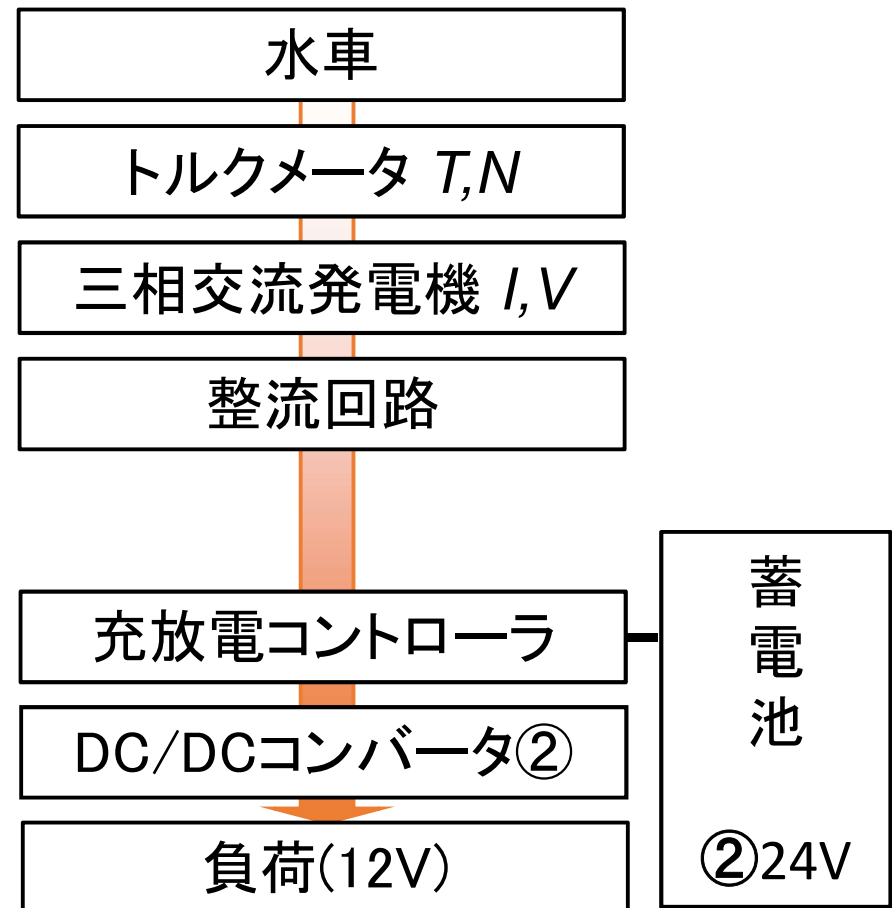 水車
トルクメータ T,N
三相交流発電機 I,V
整流回路
充放電コントローラ
DC/DCコンバータ②
負荷(12V)
蓄
電
池
②24V